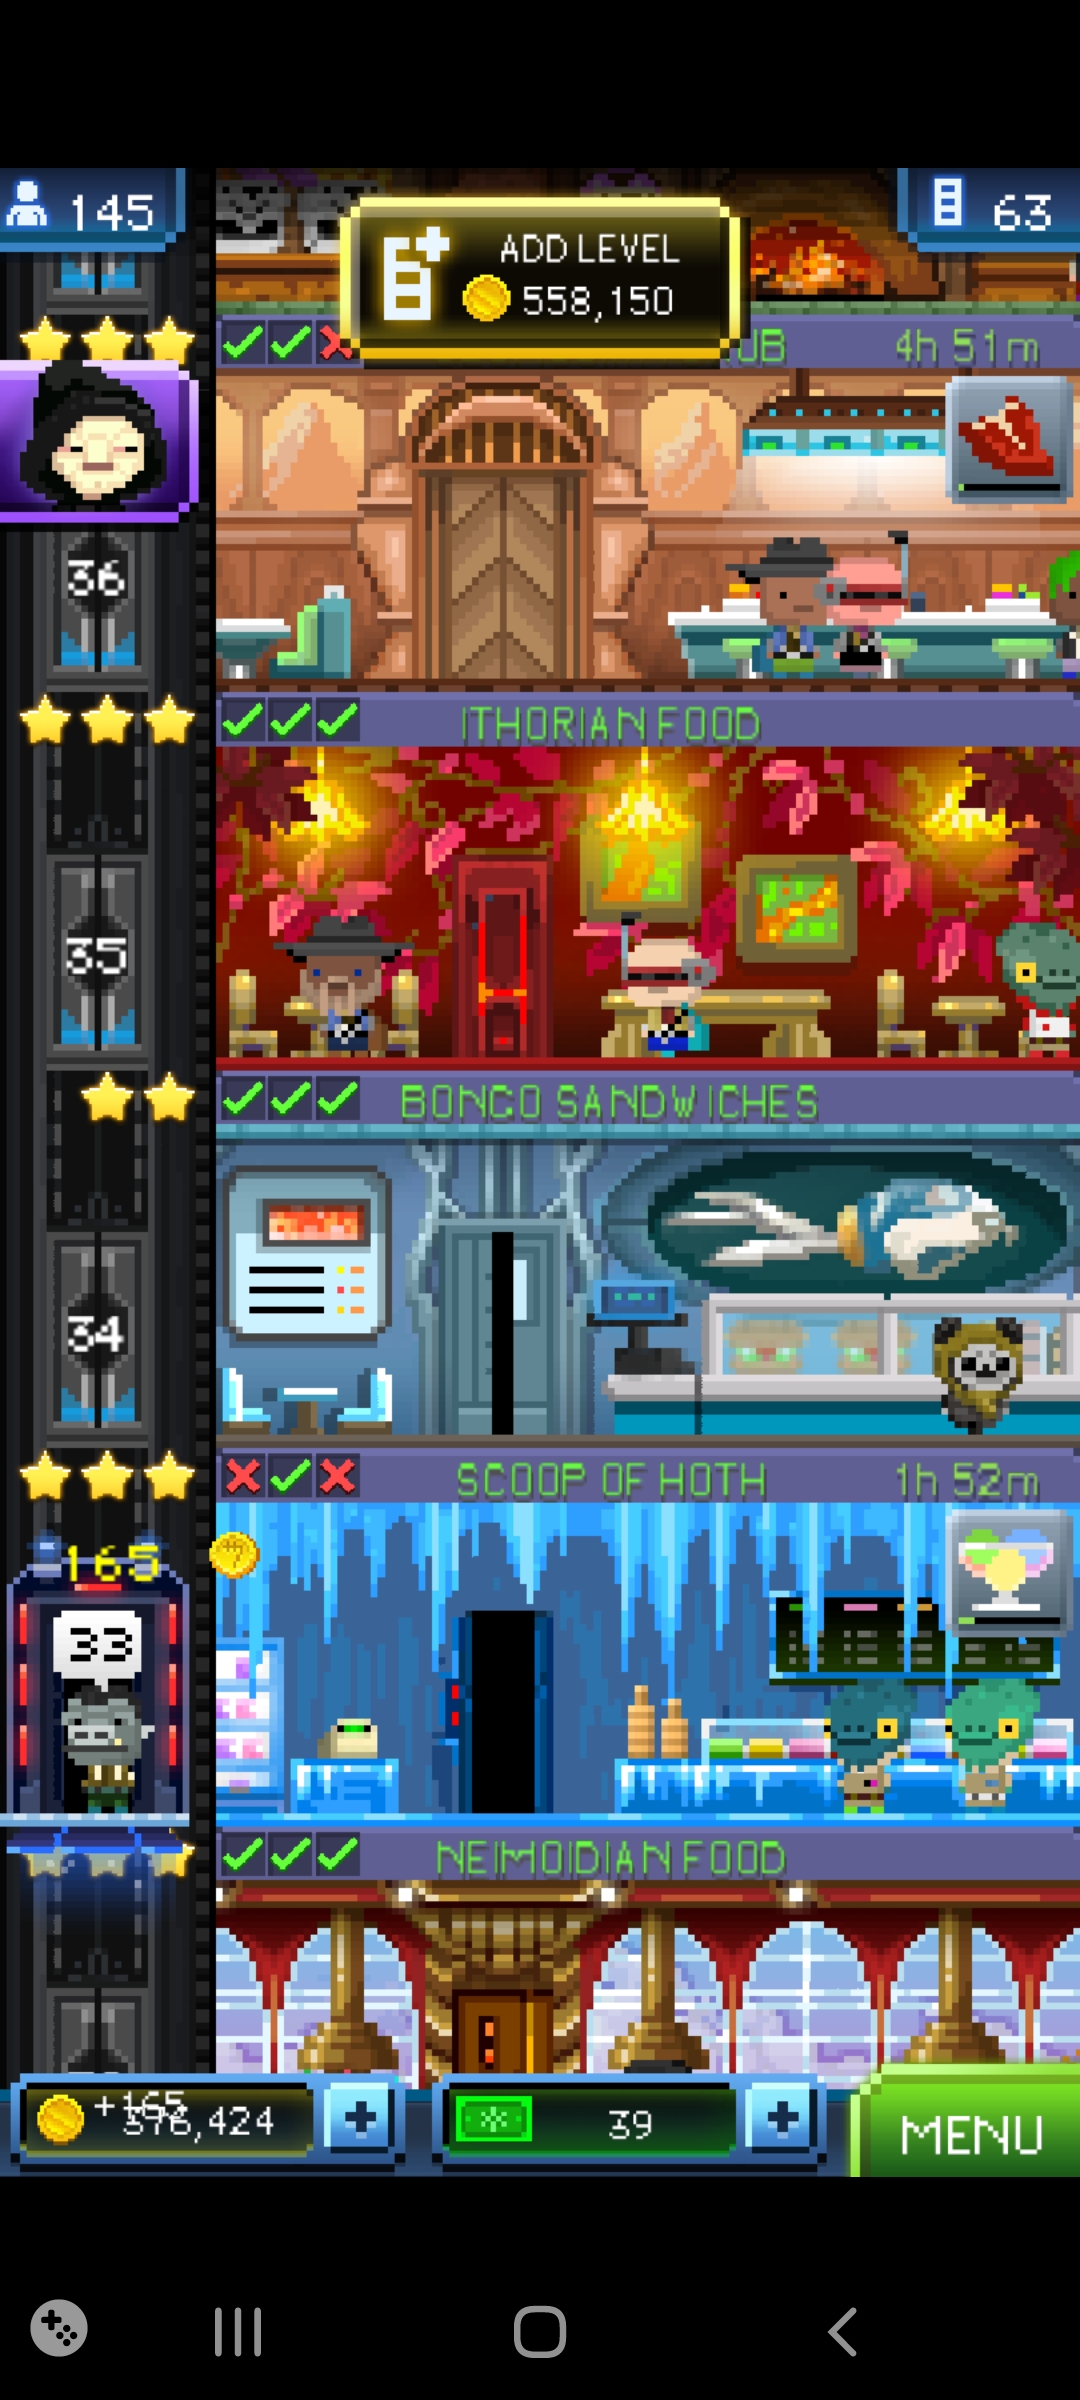 145
63
ADD LEVEL
558,150
UB
4h 51m
36
ITHORIAN FOOD
35
BONGO SANDWICHES
34
SCOOP OF HOTH
1h 52m
165
33
NEIMOIDIAN FOOD
+165
376,424
39
MENU